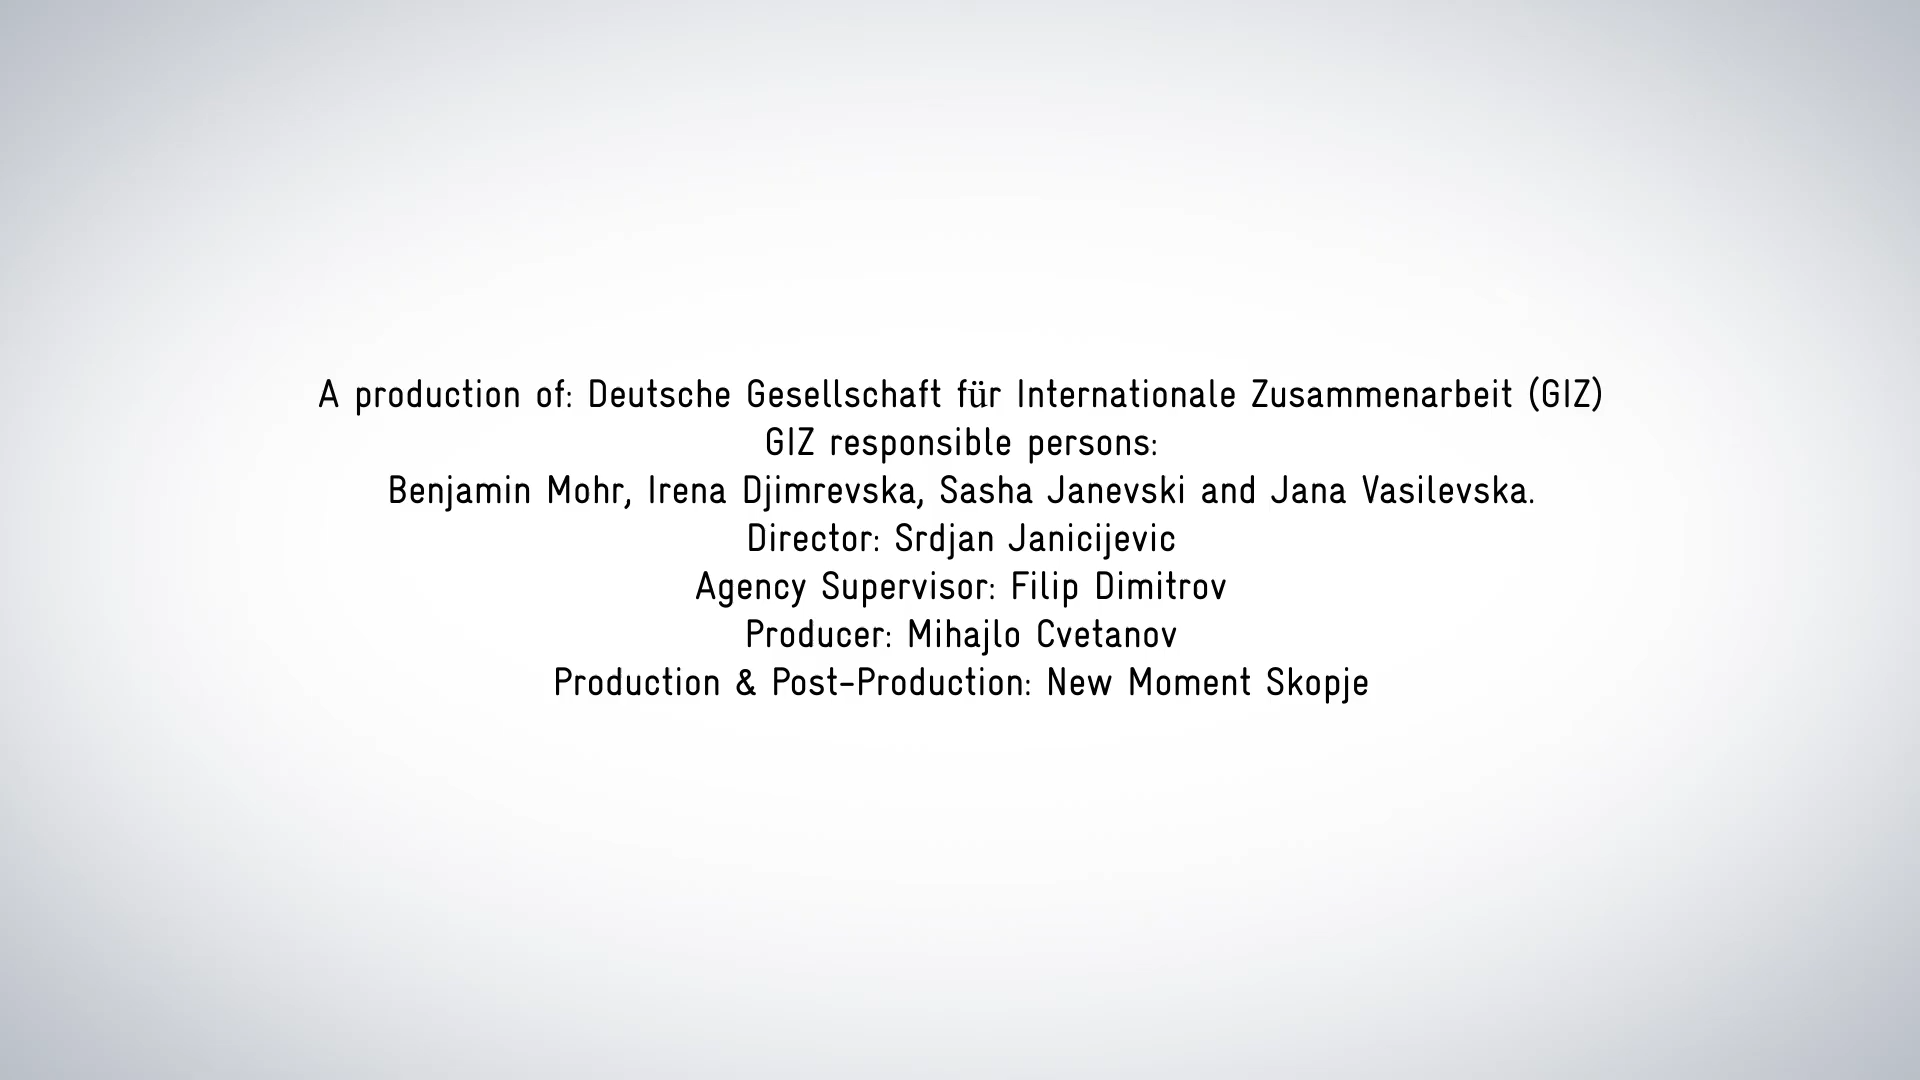 A production of: Deutsche Gesellschaft für Internationale Zusammenarbeit (GIZ)
GIZ responsible persons:
Benjamin Mohr, Irena Djimrevska, Sasha Janevski and Jana Vasilevska.
Director: Srdjan Janicijevic
Agency Supervisor: Filip Dimitrov
Producer: Mihajlo Cvetanov
Production & Post-Production: New Moment Skopje